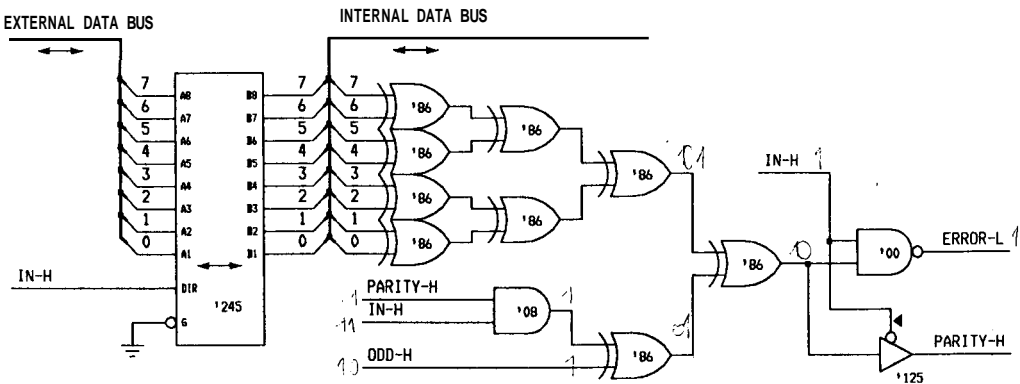 EXTERNAL DATA BUS
INTERNAL DATA BUS
7 A8 B8 7 7
6 A7 B7 6 6
5 A6 B6 5 5
4 A5 B5 4 4
3 A4 B4 3 3
2 A3 B3 2 2
1 A2 B2 1 1
0 A1 B1 0 0
'86
'86
'86
'86
'86
'86
'86
IN-H 1
IN-H DIR
'245
G
PARITY-H
IN-H
'08
1
ODD-H
'86
'86
'00
ERROR-L 1
'125
PARITY-H